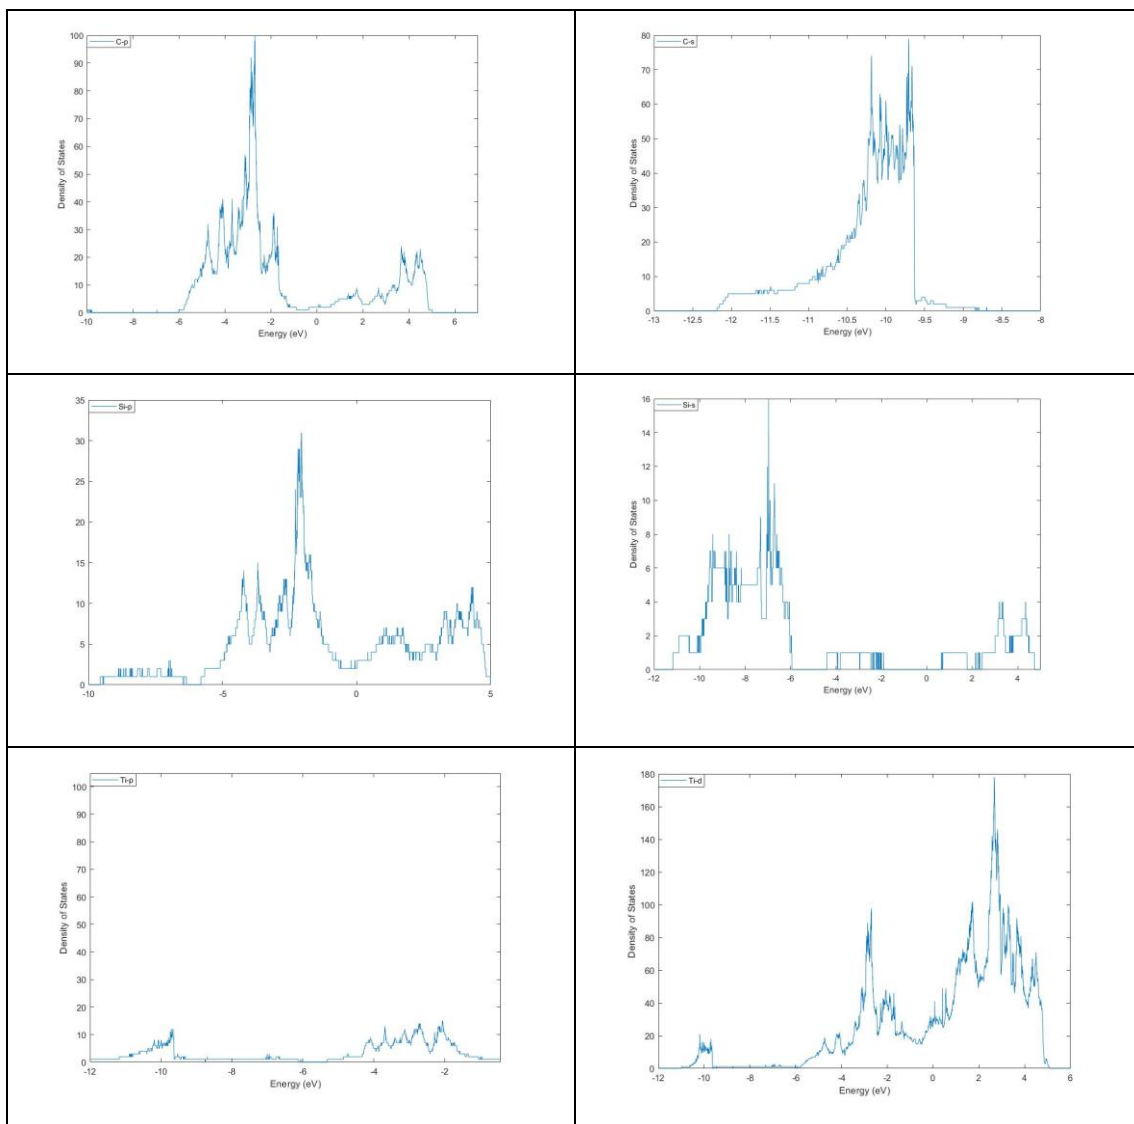 C-p
Density of States
100
90
80
70
60
50
40
30
20
10
0
-10 -8 -6 -4 -2 0 2 4 6
Energy (eV)
C-s
Density of States
80
70
60
50
40
30
20
10
0
-13 -12.5 -12 -11.5 -11 -10.5 -10 -9.5 -9 -8.5 -8
Energy (eV)
Si-p
35
30
25
20
15
10
5
0
-10 -5 0 5
Si-s
Density of States
16
14
12
10
8
6
4
2
0
-12 -10 -8 -6 -4 -2 0 2 4
Energy (eV)
Ti-p
Density of States
100
90
80
70
60
50
40
30
20
10
0
-12 -10 -8 -6 -4 -2
Energy (eV)
Ti-d
Density of States
180
160
140
120
100
80
60
40
20
0
-12 -10 -8 -6 -4 -2 0 2 4 6
Energy (eV)